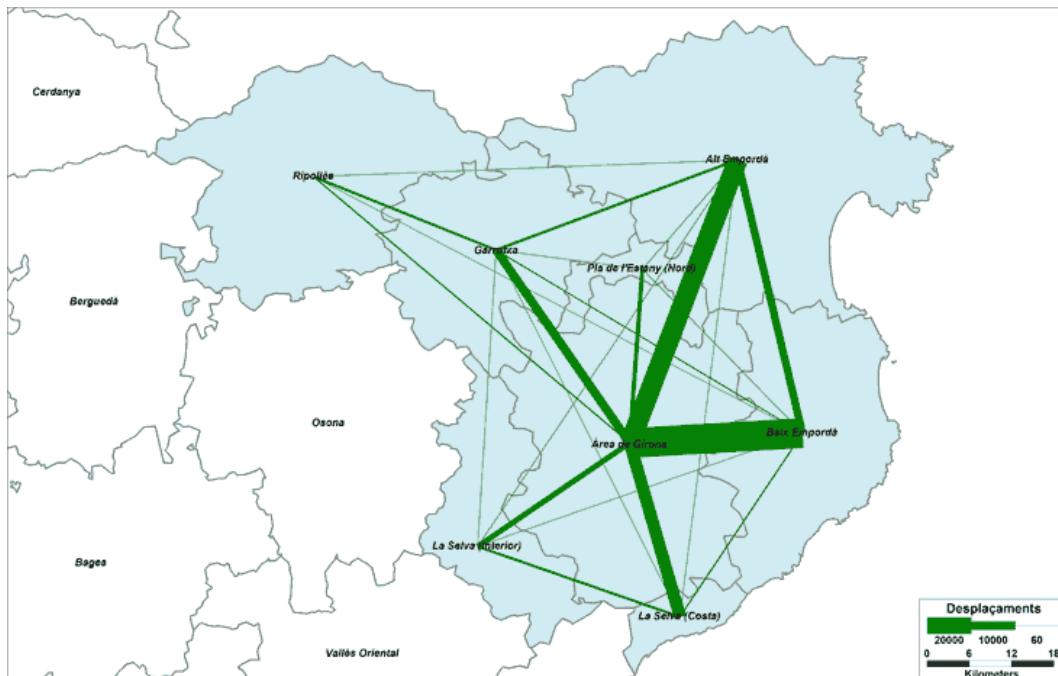 Cerdanya
Alt Empordà
Ripollès
Garrotxa
Pla de l'Estany (Nord)
Berguedà
Osona
Baix Empordà
Àrea de Girona
La Selva (Interior)
Bages
La Selva (Costa)
Vallès Oriental
Desplaçaments
20000 10000 60
0 6 12 18
Kilometers